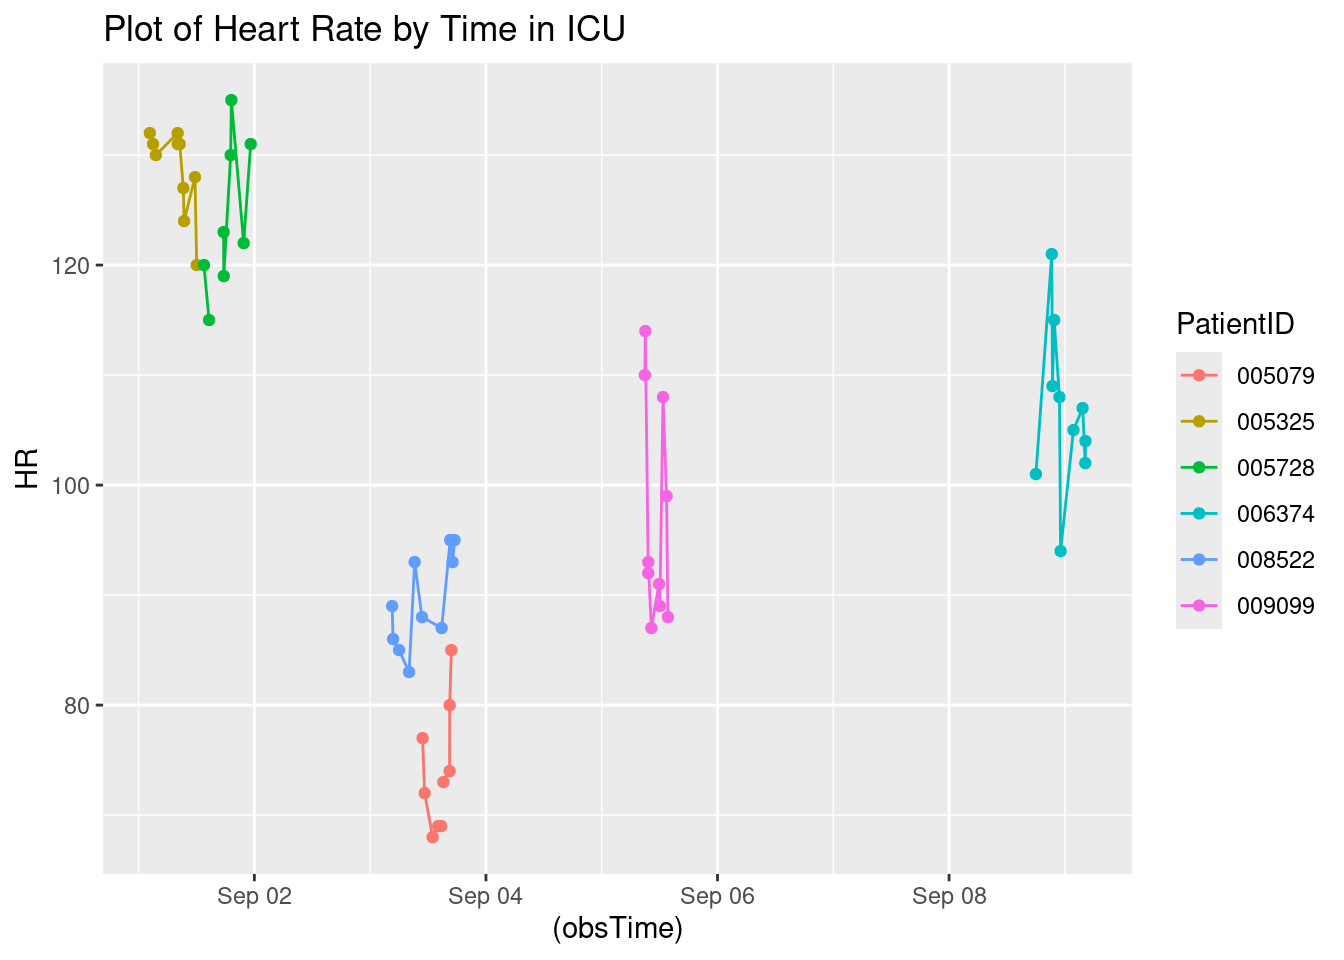 Plot of Heart Rate by Time in ICU
HR
120
100
80
Sep 02
Sep 04
Sep 06
Sep 08
(obsTime)
PatientID
005079
005325
005728
006374
008522
009099